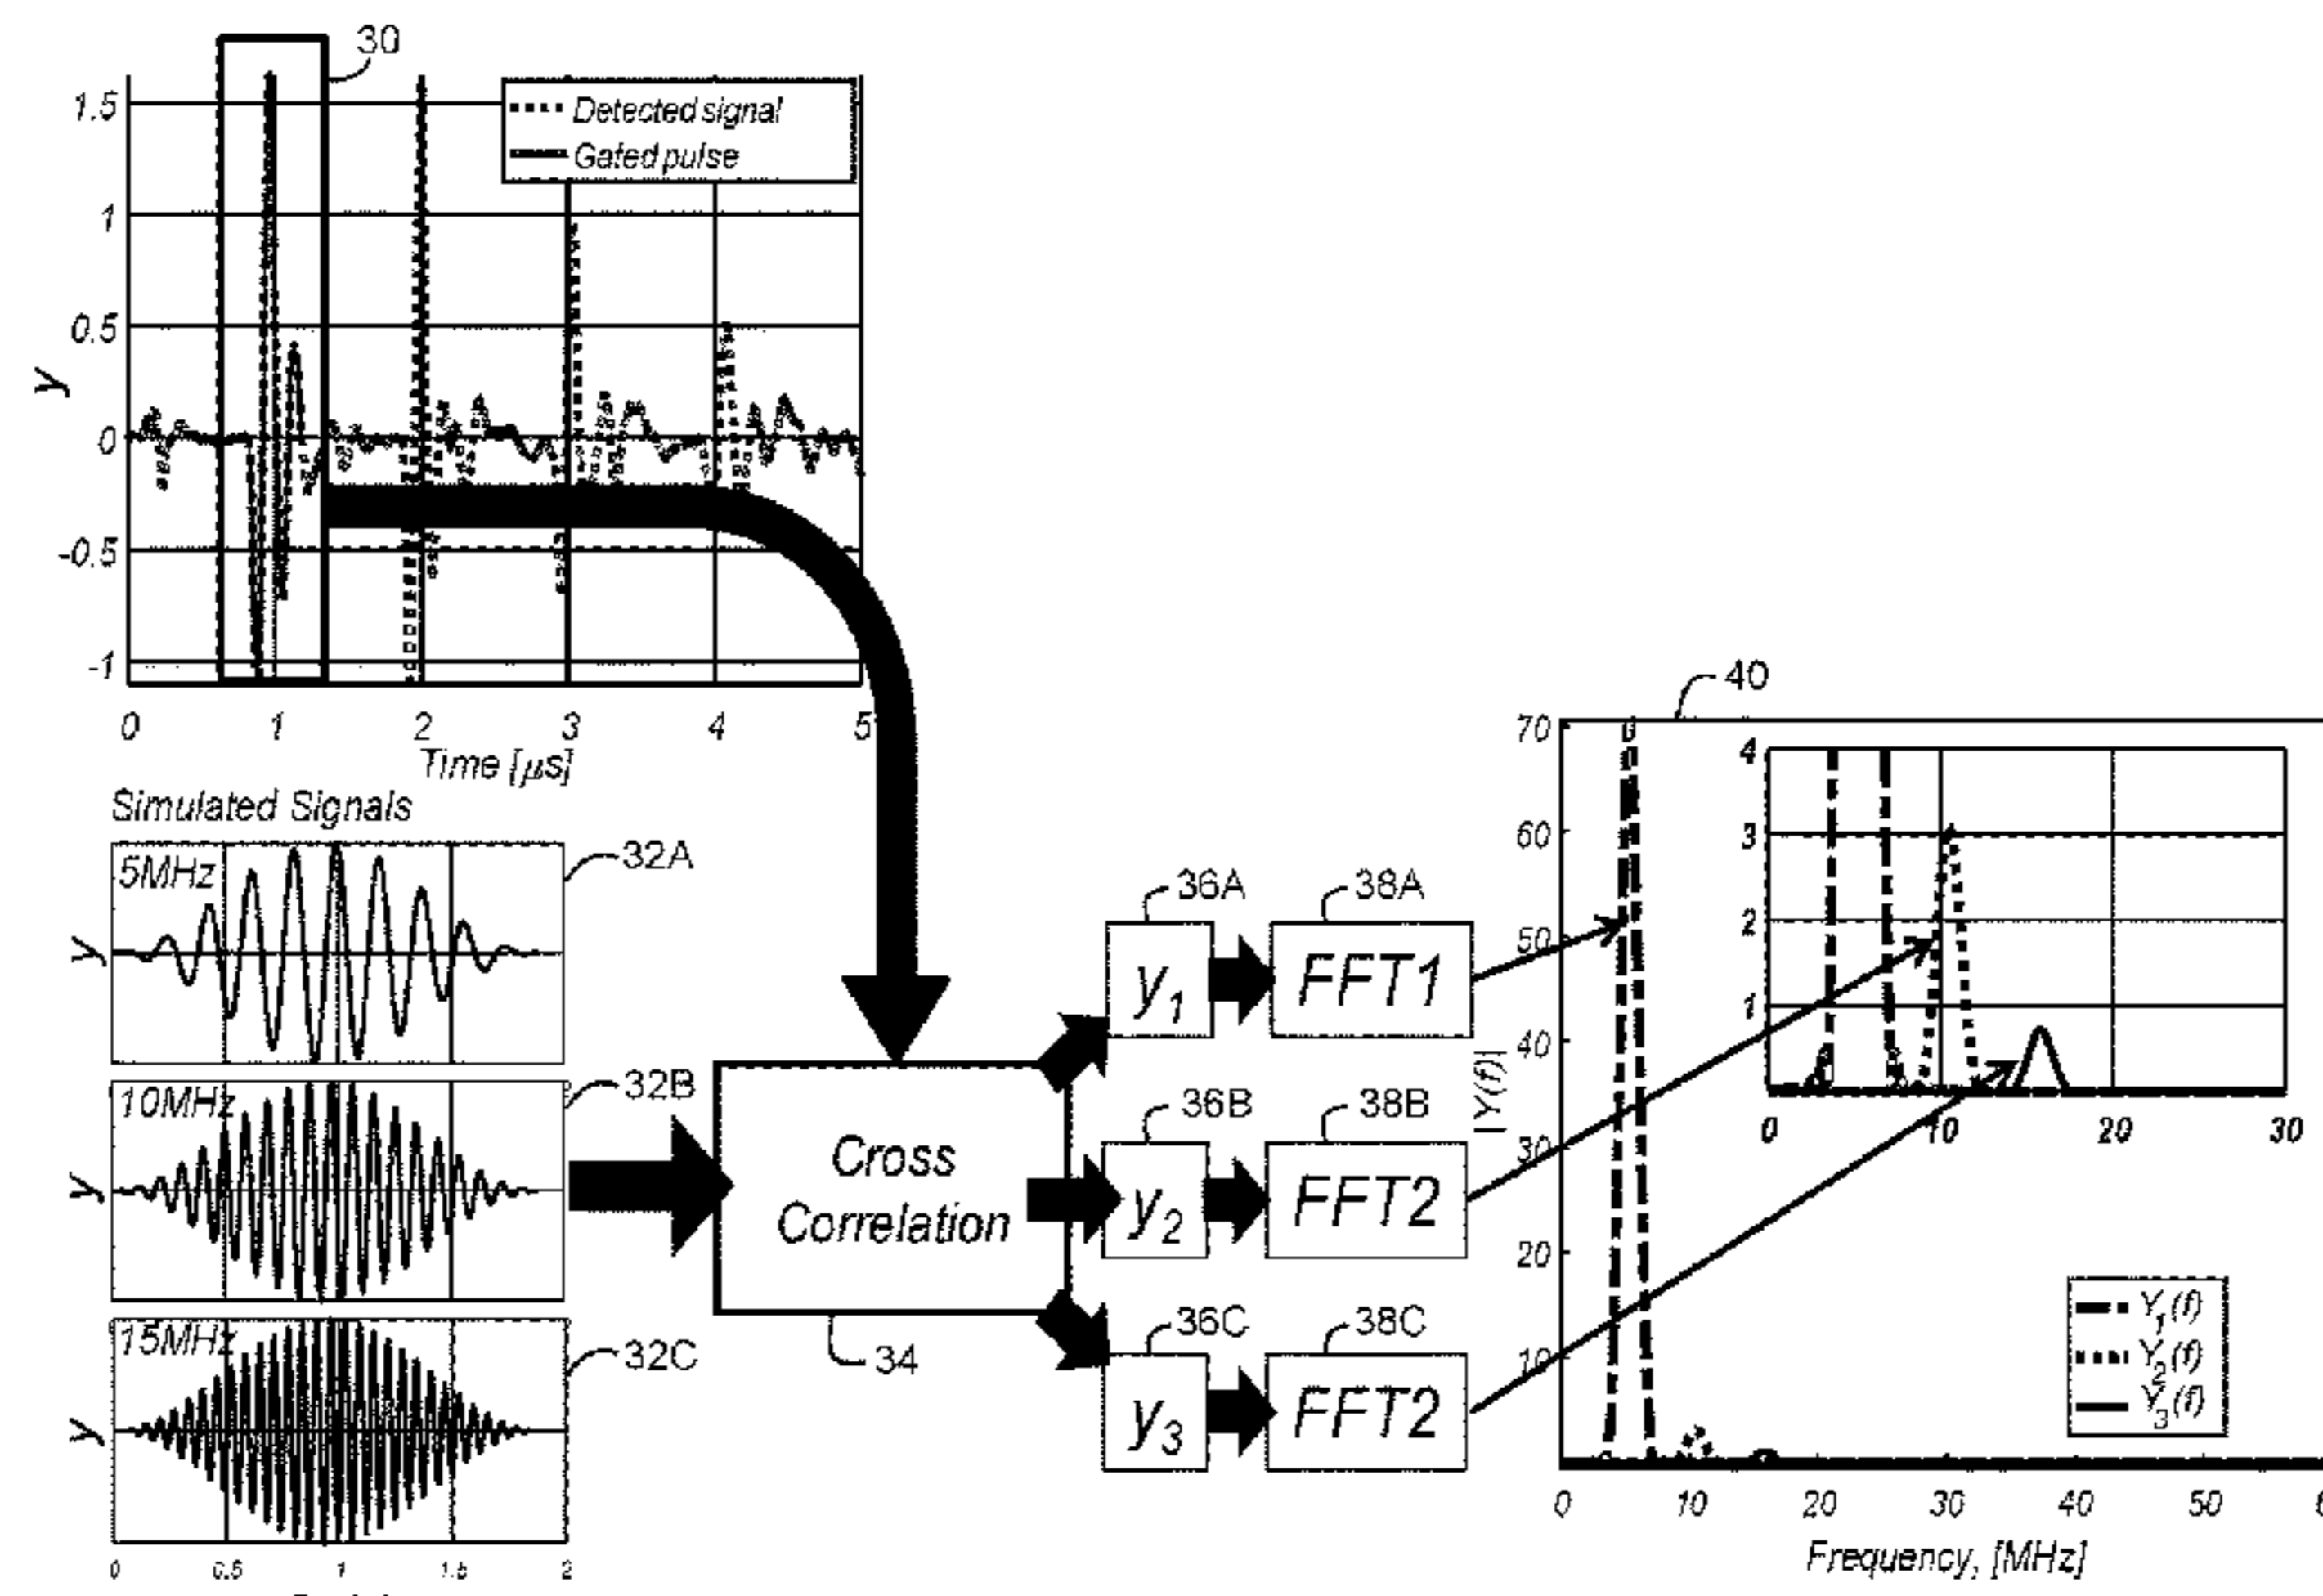 30
Detected signal
Gated pulse
1.5
1
0.5
0
-0.5
-1
y
0 1 2 3 4 5
Time [μs]
Simulated Signals
5MHz
32A
y
10MHz
32B
y
15MHz
32C
y
0 0.5 1 1.5 2
Cross
Correlation
34
36A
38A
y1
FFT1
36B
38B
y2
FFT2
36C
38C
y3
FFT2
40
70
60
50
40
30
20
10
|Y(f)|
4
3
2
1
0 10 20 30
Y1(f)
Y2(f)
Y3(f)
0 10 20 30 40 50
Frequency, [MHz]